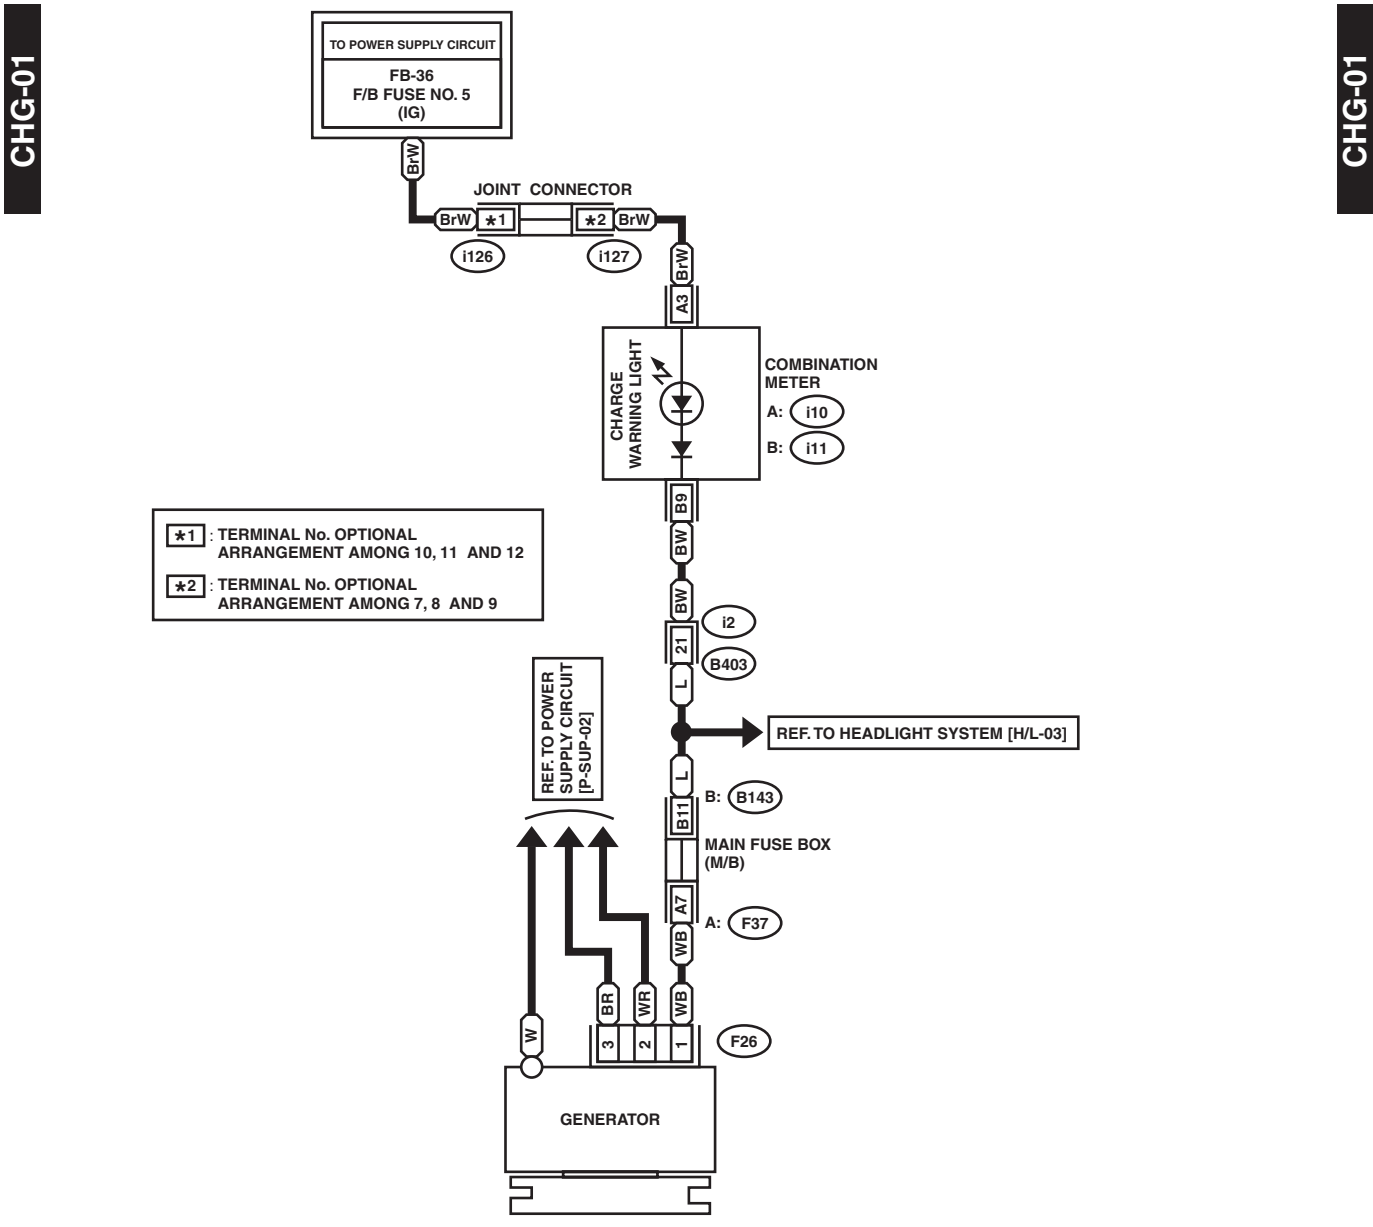 CHG-01
CHG-01
TO POWER SUPPLY CIRCUIT
FB-36
F/B FUSE NO. 5
(IG)
BrW
JOINT CONNECTOR
BrW
*1
*2
BrW
i126
i127
BrW
A3
CHARGE
WARNING LIGHT
COMBINATION
METER
A: i10
B: i11
B9
BW
*1 : TERMINAL No. OPTIONAL
ARRANGEMENT AMONG 10, 11 AND 12
*2 : TERMINAL No. OPTIONAL
ARRANGEMENT AMONG 7, 8 AND 9
BW
i2
21
B403
L
REF. TO POWER
SUPPLY CIRCUIT
[P-SUP-02]
REF. TO HEADLIGHT SYSTEM [H/L-03]
L
B: B143
B11
MAIN FUSE BOX
(M/B)
A7
A: F37
WB
BR
WR
WB
W
3
2
1
F26
GENERATOR